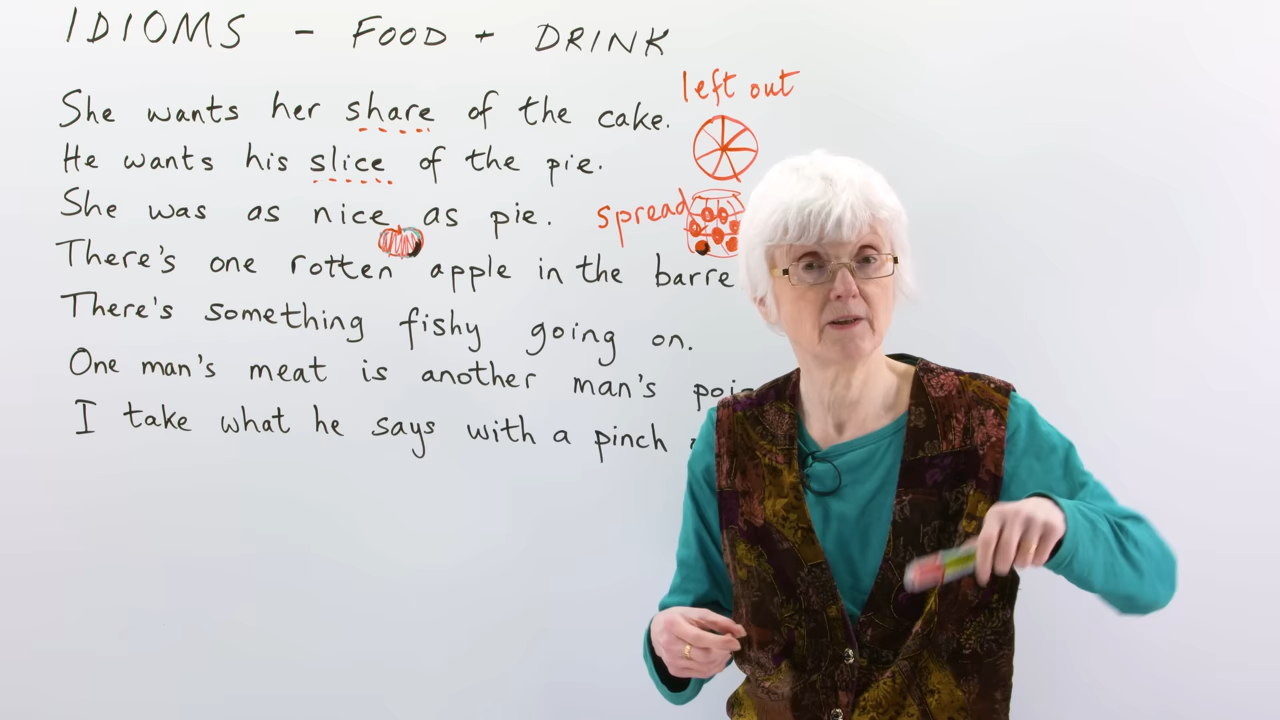 IDIOMS - FOOD + DRINK
left out
She wants her share of the cake.
He wants his slice of the pie.
She was as nice as pie.
spread
There's one rotten apple in the barre
There's something fishy going on.
One man's meat is another man's poi
I take what he says with a pinch